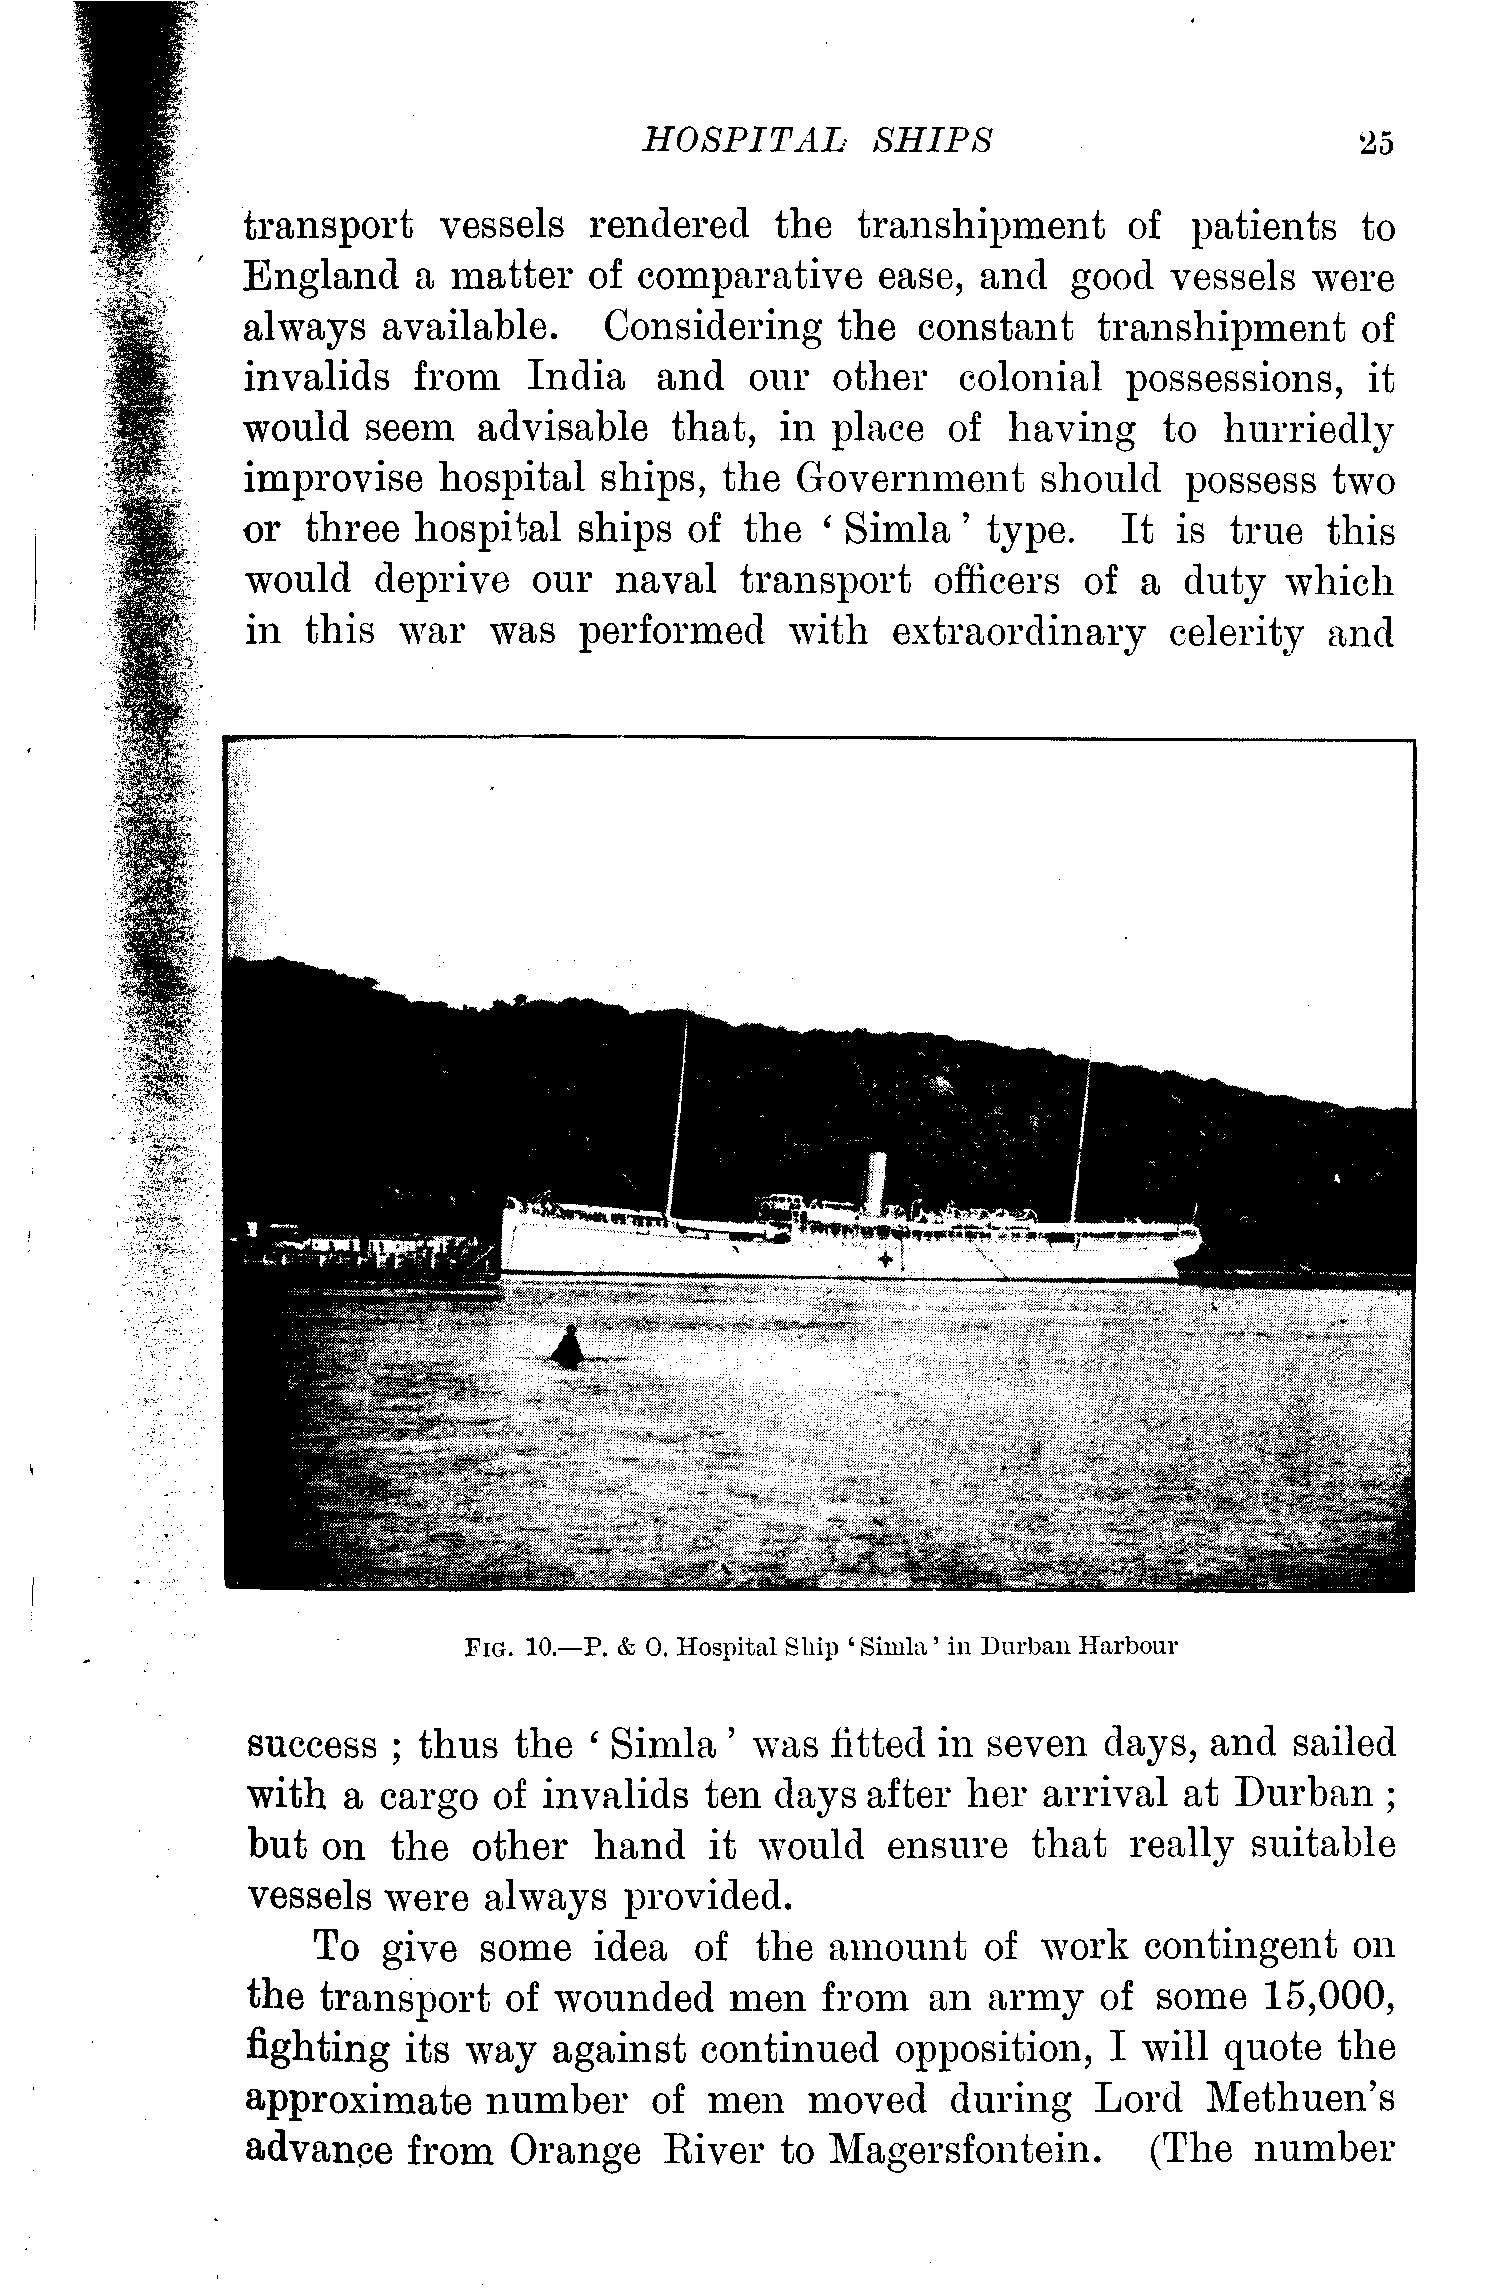 HOSPITAL SHIPS 25
transport vessels rendered the transhipment of patients to
England a matter of comparative ease, and good vessels were
always available. Considering the constant transhipment of
invalids from India and our other colonial possessions, it
would seem advisable that, in place of having to hurriedly
improvise hospital ships, the Government should possess two
or three hospital ships of the ‘ Simla ’ type. It is true this
would deprive our naval transport officers of a duty which
in this war was performed with extraordinary celerity and
FIG. 10.—P. & O. Hospital Ship ‘ Simla ’ in Durban Harbour
success ; thus the ‘ Simla ’ was fitted in seven days, and sailed
with a cargo of invalids ten days after her arrival at Durban ;
but on the other hand it would ensure that really suitable
vessels were always provided.
To give some idea of the amount of work contingent on
the transport of wounded men from an army of some 15,000,
fighting its way against continued opposition, I will quote the
approximate number of men moved during Lord Methuen’s
advance from Orange River to Magersfontein. (The number